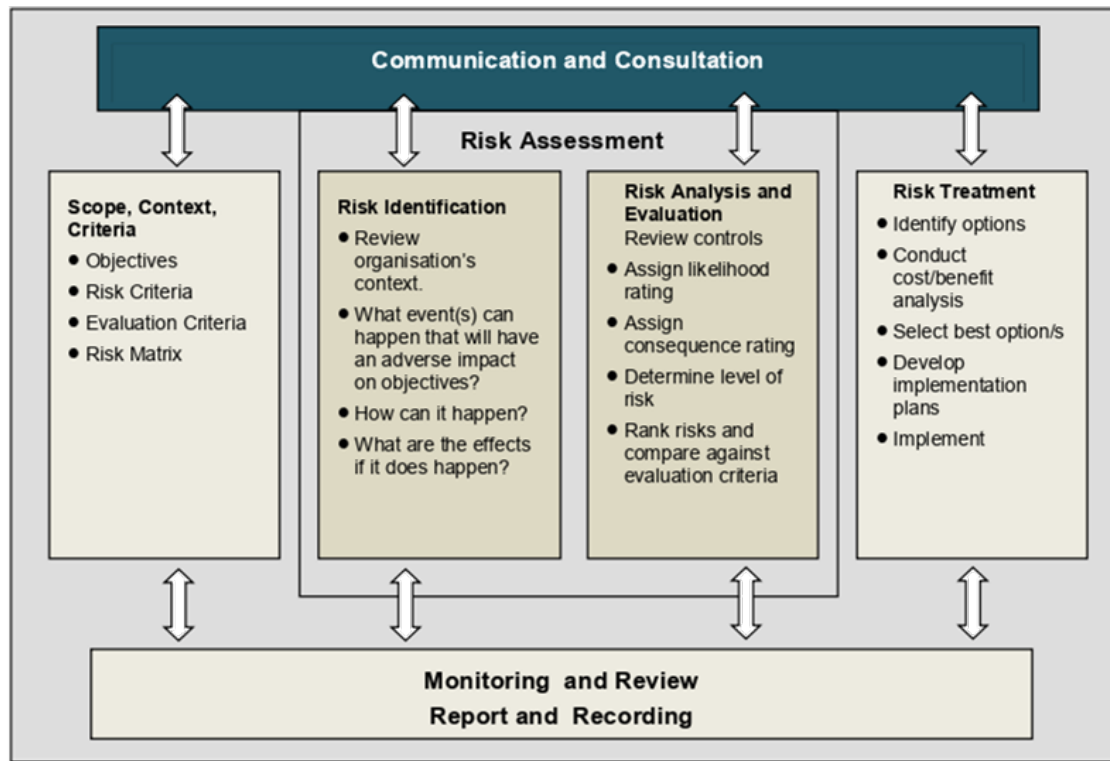 Communication and Consultation
Risk Assessment
Scope, Context,
Criteria
● Objectives
● Risk Criteria
● Evaluation Criteria
● Risk Matrix
Risk Identification
● Review
organisation's
context.
● What event(s) can
happen that will have
an adverse impact
on objectives?
● How can it happen?
● What are the effects
if it does happen?
Risk Analysis and
Evaluation
Review controls
● Assign likelihood
rating
● Assign
consequence rating
● Determine level of
risk
● Rank risks and
compare against
evaluation criteria
Risk Treatment
● Identify options
● Conduct
cost/benefit
analysis
● Select best option/s
● Develop
implementation
plans
● Implement
Monitoring and Review
Report and Recording